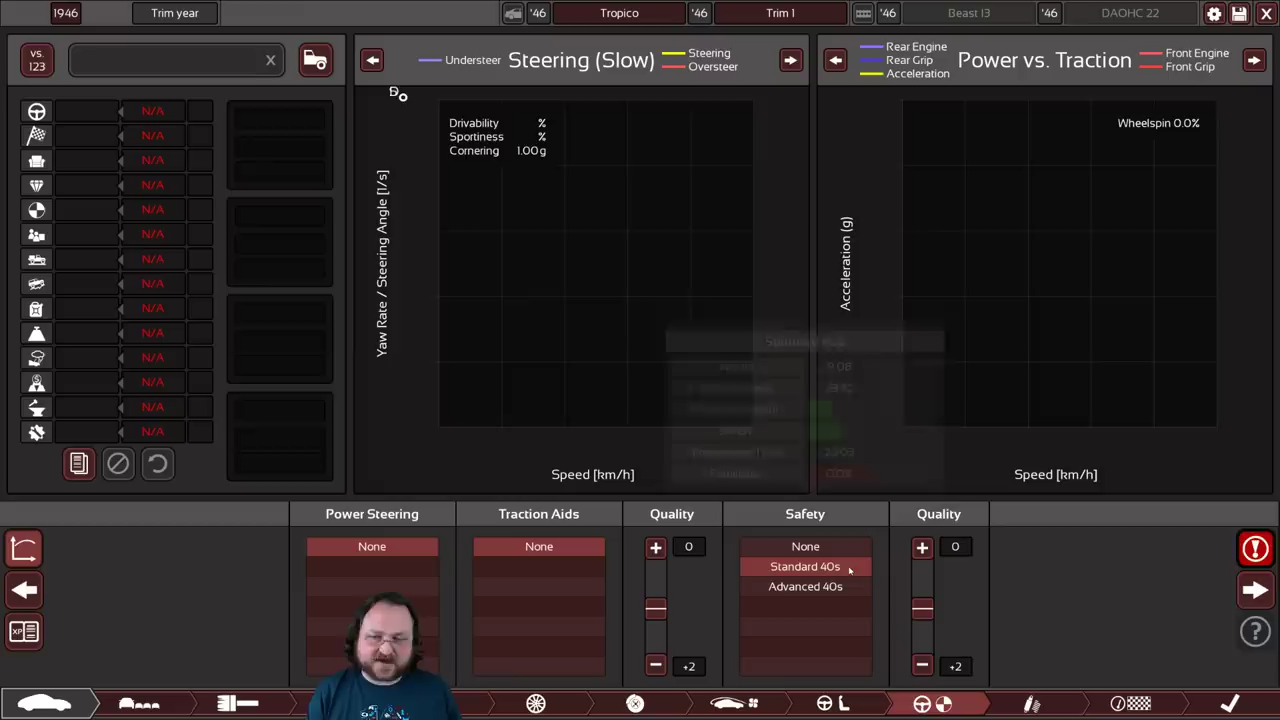 1946
Trim year
'46
Tropico
'46
Trim 1
'46
Beast I3
'46
DAOHC 22
vs.
123
X
Understeer
Steering (Slow)
Steering
Oversteer
Rear Engine
Rear Grip
Acceleration
Power vs. Traction
Front Engine
Front Grip
N/A
N/A
N/A
N/A
N/A
N/A
N/A
N/A
N/A
N/A
N/A
N/A
N/A
N/A
Drivability %
Sportiness %
Cornering 1.00 g
Yaw Rate / Steering Angle [1/s]
Speed [km/h]
Wheelspin 0.0%
Acceleration (g)
Speed [km/h]
Power Steering
None
Traction Aids
None
Quality
+ 0
- +2
Safety
None
Standard 40s
Advanced 40s
Quality
+ 0
- +2
XP
?